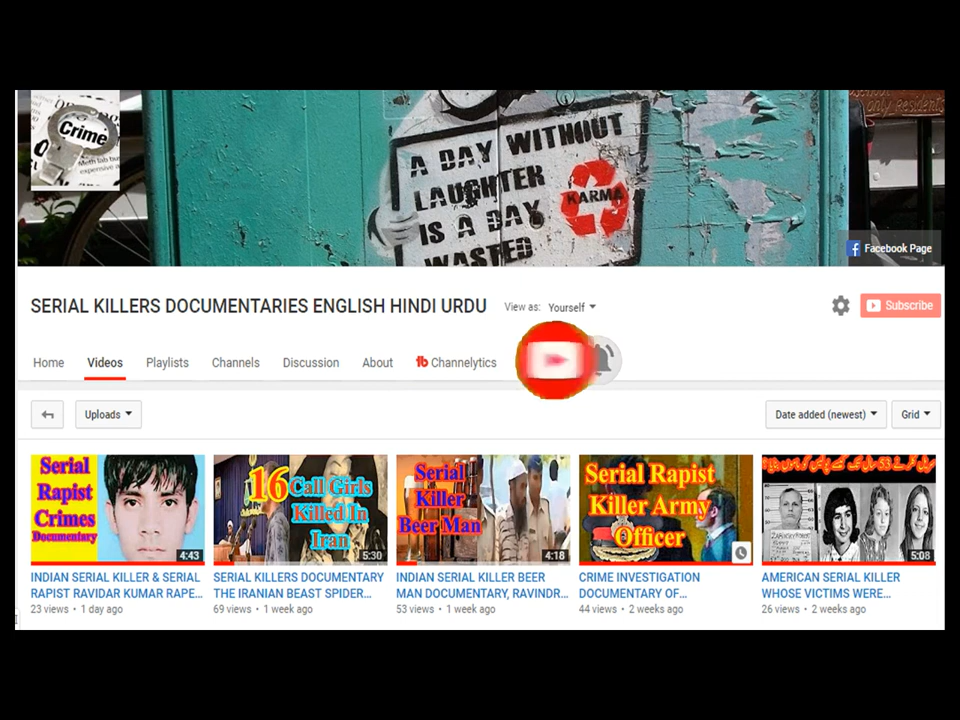 Crime
Meth lab
expensive
only Residents
A DAY WITHOUT
LAUGHTER
IS A DAY
WASTED
KARMA
Facebook Page
SERIAL KILLERS DOCUMENTARIES ENGLISH HINDI URDU
View as: Yourself
Subscribe
Home Videos Playlists Channels Discussion About Channelytics
Uploads
Date added (newest)
Grid
Serial
Rapist
Crimes
Documentary
4:43
16 Call Girls
Killed In
Iran
5:30
Serial
Killer
Beer Man
4:18
Serial Rapist
Killer Army
Officer
5:08
INDIAN SERIAL KILLER & SERIAL
RAPIST RAVIDAR KUMAR RAPE...
23 views • 1 day ago
SERIAL KILLERS DOCUMENTARY
THE IRANIAN BEAST SPIDER...
69 views • 1 week ago
INDIAN SERIAL KILLER BEER
MAN DOCUMENTARY, RAVINDR...
53 views • 1 week ago
CRIME INVESTIGATION
DOCUMENTARY OF...
44 views • 2 weeks ago
AMERICAN SERIAL KILLER
WHOSE VICTIMS WERE...
26 views • 2 weeks ago